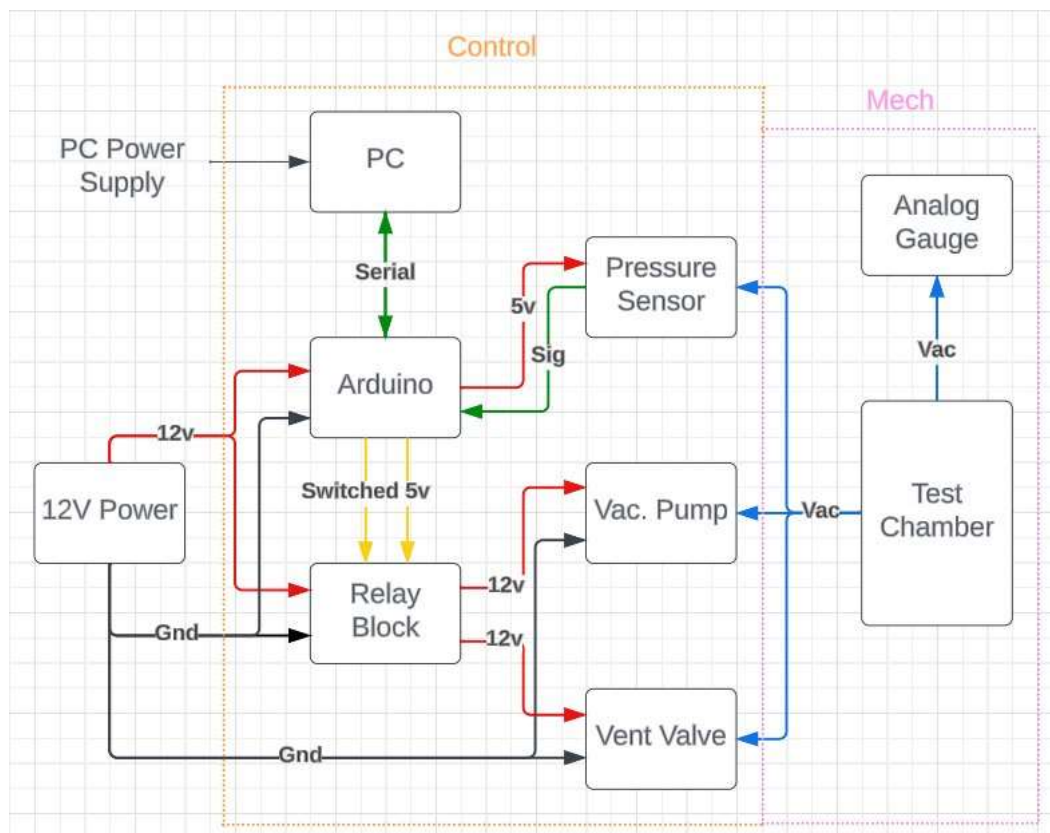 Control
Mech
PC Power
Supply
PC
Analog
Gauge
Serial
Pressure
Sensor
5v
Sig
Vac
Arduino
12v
12V Power
Switched 5v
Vac. Pump
Vac
Test
Chamber
12v
Relay
Block
Gnd
12v
Vent Valve
Gnd